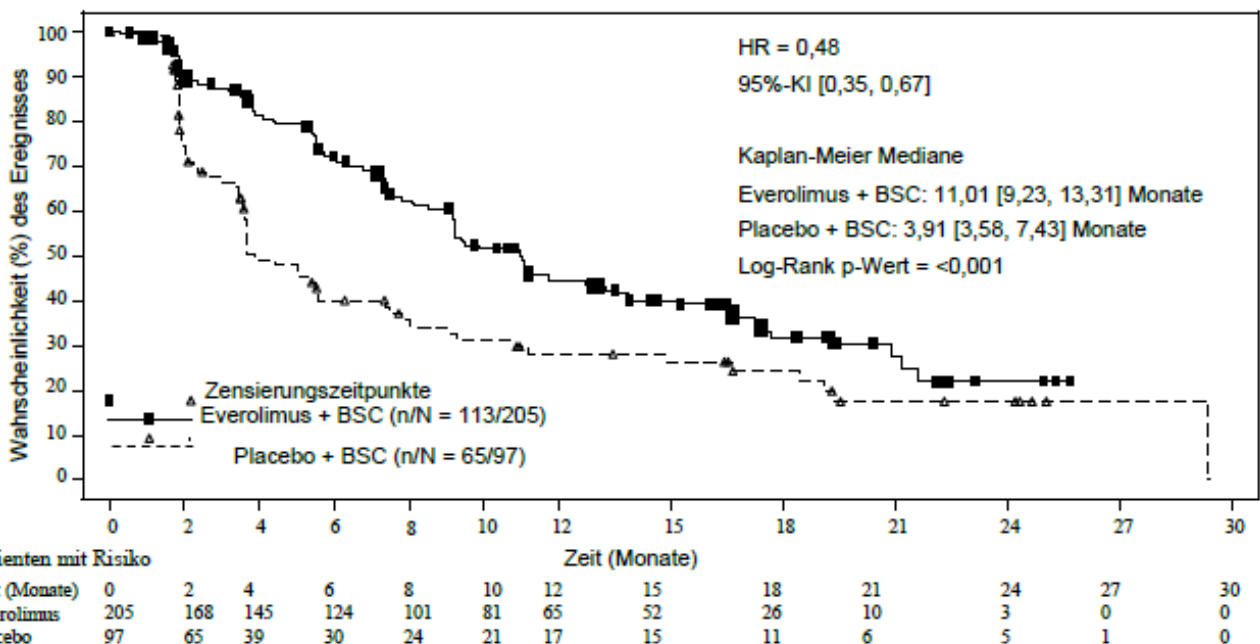 Wahrscheinlichkeit (%) des Ereignisses
100
90
80
70
60
50
40
30
20
10
0
HR = 0,48
95%-KI [0,35, 0,67]
Kaplan-Meier Mediane
Everolimus + BSC: 11,01 [9,23, 13,31] Monate
Placebo + BSC: 3,91 [3,58, 7,43] Monate
Log-Rank p-Wert = <0,001
Zensierungszeitpunkte
Everolimus + BSC (n/N = 113/205)
Placebo + BSC (n/N = 65/97)
0 2 4 6 8 10 12 15 18 21 24 27 30
Zeit (Monate)
ienten mit Risiko
(Monate) 0 2 4 6 8 10 12 15 18 21 24 27 30
rolimus 205 168 145 124 101 81 65 52 26 10 3 0 0
cebo 97 65 39 30 24 21 17 15 11 6 5 1 0